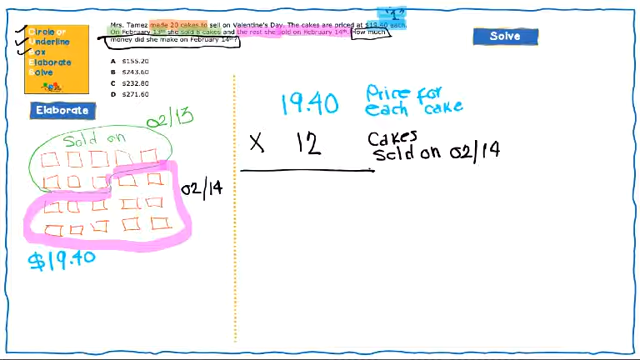 Circle or
Underline
Box
Elaborate
Solve
Mrs. Tamez made 20 cakes to sell on Valentine's Day. The cakes are priced at $19.40 each.
On February 13th she sold 8 cakes and the rest she sold on February 14th. How much
money did she make on February 14th.
A $155.20
B $243.60
C $232.80
D $271.60
"1"
Solve
Elaborate
Sold on
02/13
02/14
$19.40
19.40 Price for
each cake
x 12 Cakes
Sold on 02/14